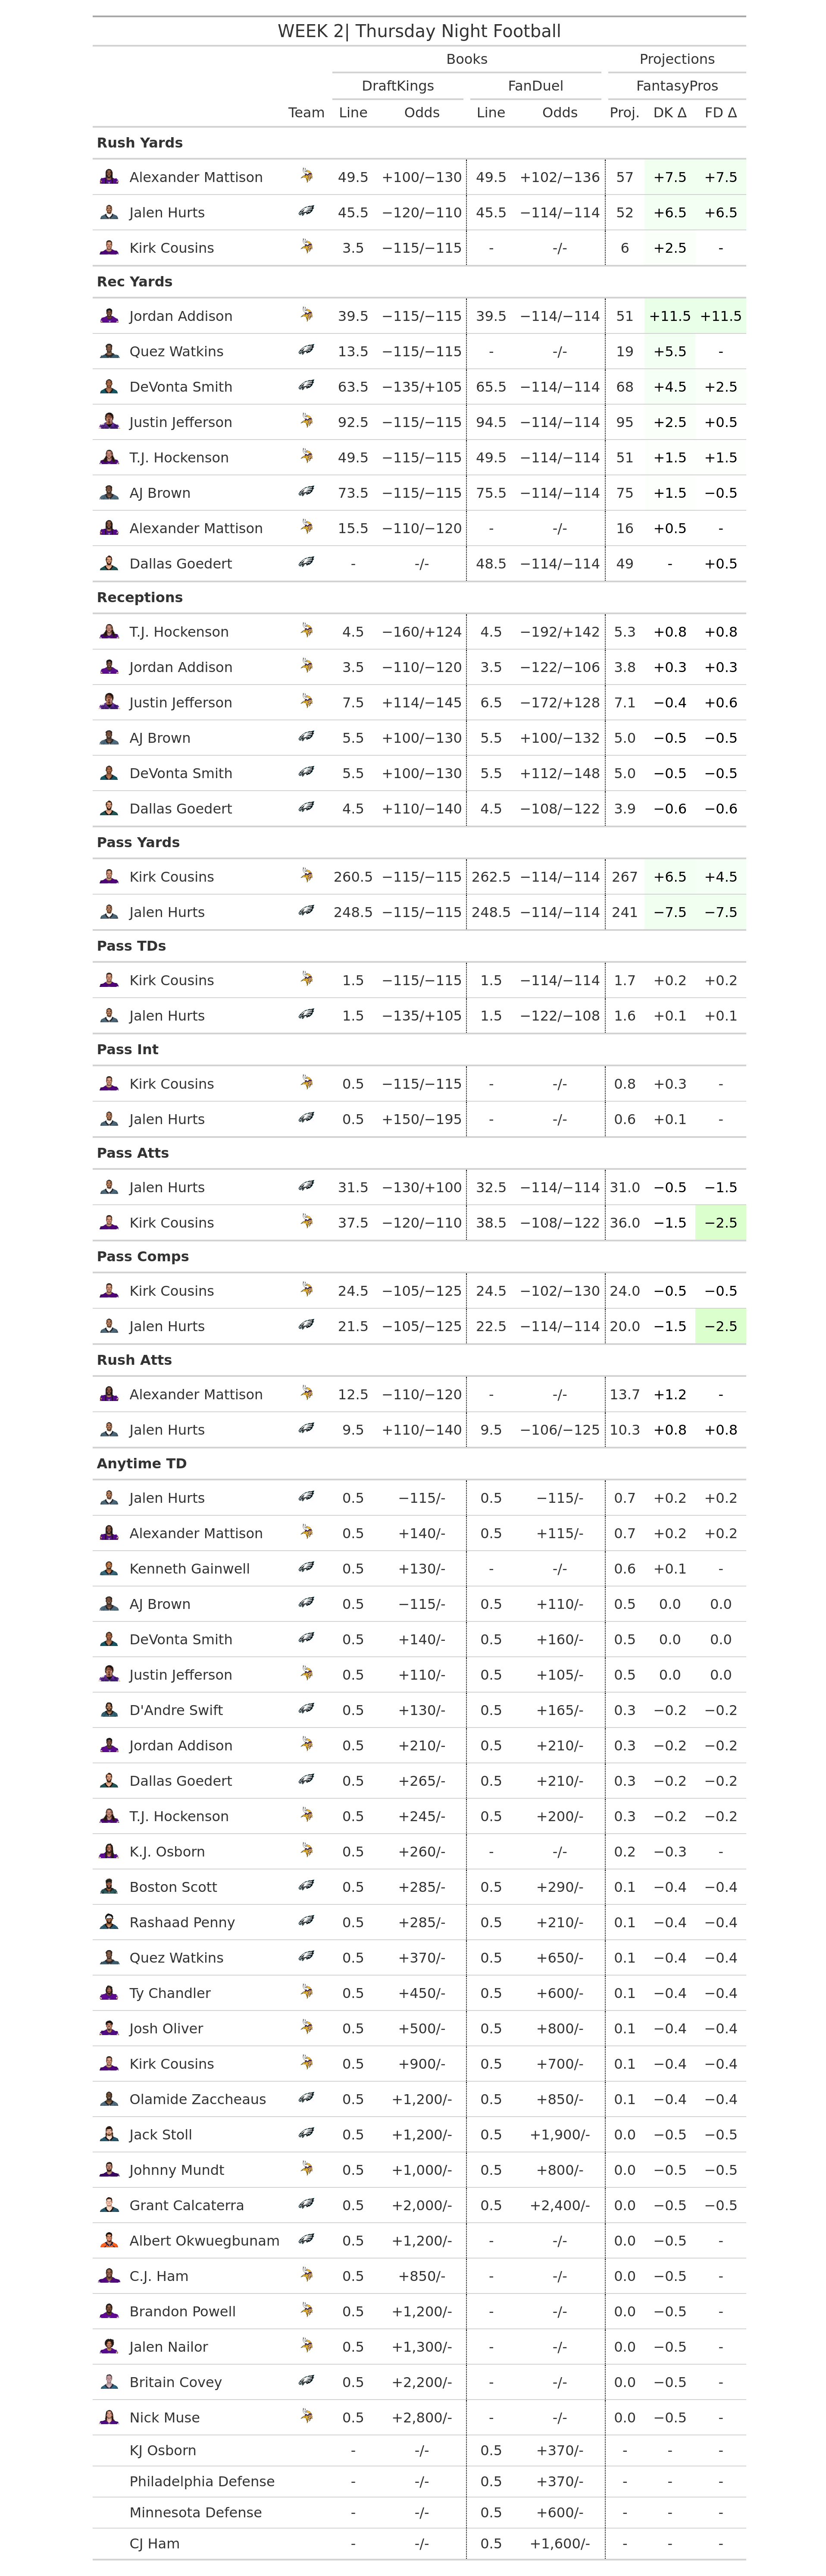 WEEK 2| Thursday Night Football
Books Projections
DraftKings FanDuel FantasyPros
Team Line Odds Line Odds Proj. DK Δ FD Δ
Rush Yards
Alexander Mattison 49.5 +100/−130 49.5 +102/−136 57 +7.5 +7.5
Jalen Hurts 45.5 −120/−110 45.5 −114/−114 52 +6.5 +6.5
Kirk Cousins 3.5 −115/−115 - -/- 6 +2.5 -
Rec Yards
Jordan Addison 39.5 −115/−115 39.5 −114/−114 51 +11.5 +11.5
Quez Watkins 13.5 −115/−115 - -/- 19 +5.5 -
DeVonta Smith 63.5 −135/+105 65.5 −114/−114 68 +4.5 +2.5
Justin Jefferson 92.5 −115/−115 94.5 −114/−114 95 +2.5 +0.5
T.J. Hockenson 49.5 −115/−115 49.5 −114/−114 51 +1.5 +1.5
AJ Brown 73.5 −115/−115 75.5 −114/−114 75 +1.5 −0.5
Alexander Mattison 15.5 −110/−120 - -/- 16 +0.5 -
Dallas Goedert - -/- 48.5 −114/−114 49 - +0.5
Receptions
T.J. Hockenson 4.5 −160/+124 4.5 −192/+142 5.3 +0.8 +0.8
Jordan Addison 3.5 −110/−120 3.5 −122/−106 3.8 +0.3 +0.3
Justin Jefferson 7.5 +114/−145 6.5 −172/+128 7.1 −0.4 +0.6
AJ Brown 5.5 +100/−130 5.5 +100/−132 5.0 −0.5 −0.5
DeVonta Smith 5.5 +100/−130 5.5 +112/−148 5.0 −0.5 −0.5
Dallas Goedert 4.5 +110/−140 4.5 −108/−122 3.9 −0.6 −0.6
Pass Yards
Kirk Cousins 260.5 −115/−115 262.5 −114/−114 267 +6.5 +4.5
Jalen Hurts 248.5 −115/−115 248.5 −114/−114 241 −7.5 −7.5
Pass TDs
Kirk Cousins 1.5 −115/−115 1.5 −114/−114 1.7 +0.2 +0.2
Jalen Hurts 1.5 −135/+105 1.5 −122/−108 1.6 +0.1 +0.1
Pass Int
Kirk Cousins 0.5 −115/−115 - -/- 0.8 +0.3 -
Jalen Hurts 0.5 +150/−195 - -/- 0.6 +0.1 -
Pass Atts
Jalen Hurts 31.5 −130/+100 32.5 −114/−114 31.0 −0.5 −1.5
Kirk Cousins 37.5 −120/−110 38.5 −108/−122 36.0 −1.5 −2.5
Pass Comps
Kirk Cousins 24.5 −105/−125 24.5 −102/−130 24.0 −0.5 −0.5
Jalen Hurts 21.5 −105/−125 22.5 −114/−114 20.0 −1.5 −2.5
Rush Atts
Alexander Mattison 12.5 −110/−120 - -/- 13.7 +1.2 -
Jalen Hurts 9.5 +110/−140 9.5 −106/−125 10.3 +0.8 +0.8
Anytime TD
Jalen Hurts 0.5 −115/- 0.5 −115/- 0.7 +0.2 +0.2
Alexander Mattison 0.5 +140/- 0.5 +115/- 0.7 +0.2 +0.2
Kenneth Gainwell 0.5 +130/- - -/- 0.6 +0.1 -
AJ Brown 0.5 −115/- 0.5 +110/- 0.5 0.0 0.0
DeVonta Smith 0.5 +140/- 0.5 +160/- 0.5 0.0 0.0
Justin Jefferson 0.5 +110/- 0.5 +105/- 0.5 0.0 0.0
D'Andre Swift 0.5 +130/- 0.5 +165/- 0.3 −0.2 −0.2
Jordan Addison 0.5 +210/- 0.5 +210/- 0.3 −0.2 −0.2
Dallas Goedert 0.5 +265/- 0.5 +210/- 0.3 −0.2 −0.2
T.J. Hockenson 0.5 +245/- 0.5 +200/- 0.3 −0.2 −0.2
K.J. Osborn 0.5 +260/- - -/- 0.2 −0.3 -
Boston Scott 0.5 +285/- 0.5 +290/- 0.1 −0.4 −0.4
Rashaad Penny 0.5 +285/- 0.5 +210/- 0.1 −0.4 −0.4
Quez Watkins 0.5 +370/- 0.5 +650/- 0.1 −0.4 −0.4
Ty Chandler 0.5 +450/- 0.5 +600/- 0.1 −0.4 −0.4
Josh Oliver 0.5 +500/- 0.5 +800/- 0.1 −0.4 −0.4
Kirk Cousins 0.5 +900/- 0.5 +700/- 0.1 −0.4 −0.4
Olamide Zaccheaus 0.5 +1,200/- 0.5 +850/- 0.1 −0.4 −0.4
Jack Stoll 0.5 +1,200/- 0.5 +1,900/- 0.0 −0.5 −0.5
Johnny Mundt 0.5 +1,000/- 0.5 +800/- 0.0 −0.5 −0.5
Grant Calcaterra 0.5 +2,000/- 0.5 +2,400/- 0.0 −0.5 −0.5
Albert Okwuegbunam 0.5 +1,200/- - -/- 0.0 −0.5 -
C.J. Ham 0.5 +850/- - -/- 0.0 −0.5 -
Brandon Powell 0.5 +1,200/- - -/- 0.0 −0.5 -
Jalen Nailor 0.5 +1,300/- - -/- 0.0 −0.5 -
Britain Covey 0.5 +2,200/- - -/- 0.0 −0.5 -
Nick Muse 0.5 +2,800/- - -/- 0.0 −0.5 -
KJ Osborn - -/- 0.5 +370/- - - -
Philadelphia Defense - -/- 0.5 +370/- - - -
Minnesota Defense - -/- 0.5 +600/- - - -
CJ Ham - -/- 0.5 +1,600/- - - -